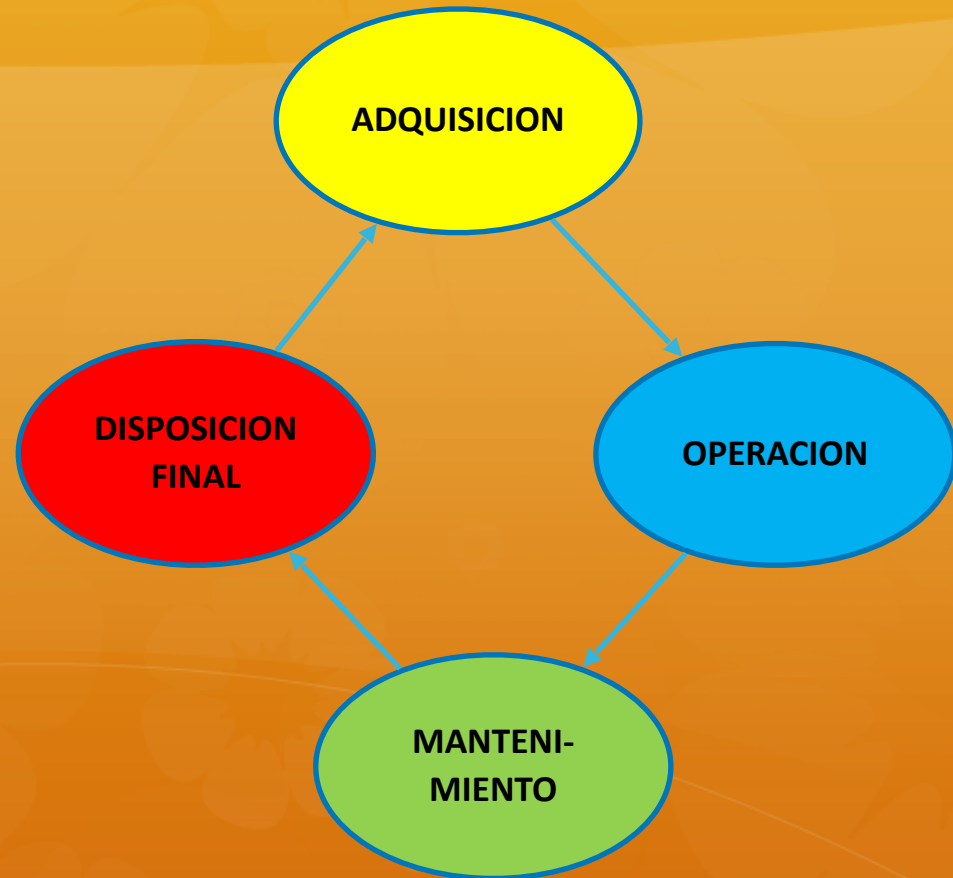 ADQUISICION
DISPOSICION
FINAL
OPERACION
MANTENI-
MIENTO